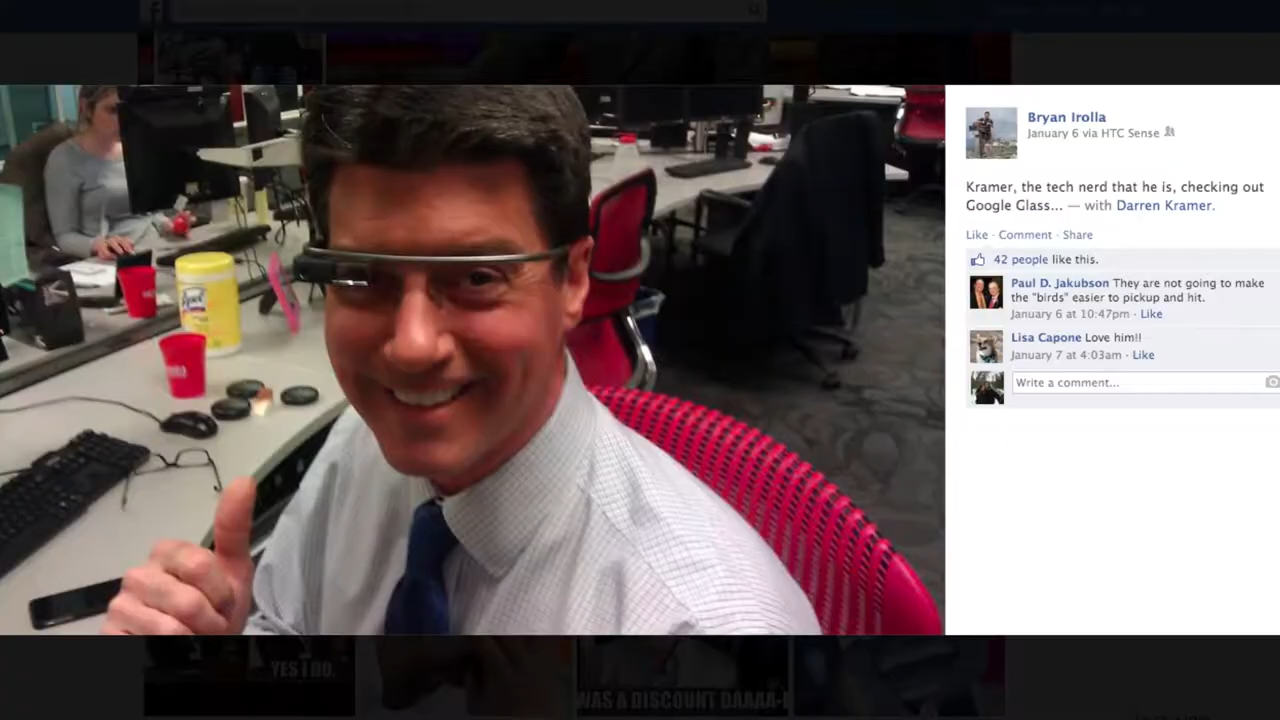 Bryan Irolla
January 6 via HTC Sense
Kramer, the tech nerd that he is, checking out
Google Glass... — with Darren Kramer.
Like · Comment · Share
42 people like this.
Paul D. Jakubson They are not going to make
the "birds" easier to pickup and hit.
January 6 at 10:47pm · Like
Lisa Capone Love him!!
January 7 at 4:03am · Like
Write a comment...
YES I DO.
WAS A DISCOUNT DAAAA-